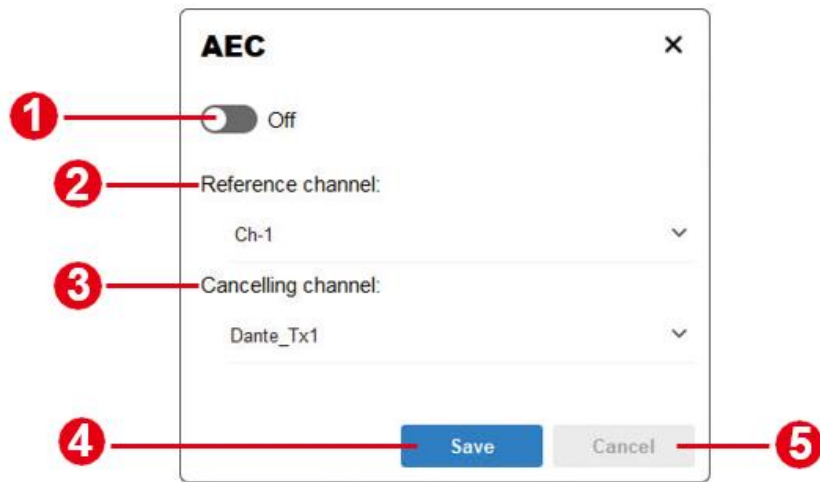 AEC ×
1 Off
2 Reference channel:
Ch-1
3 Cancelling channel:
Dante_Tx1
4 Save Cancel 5